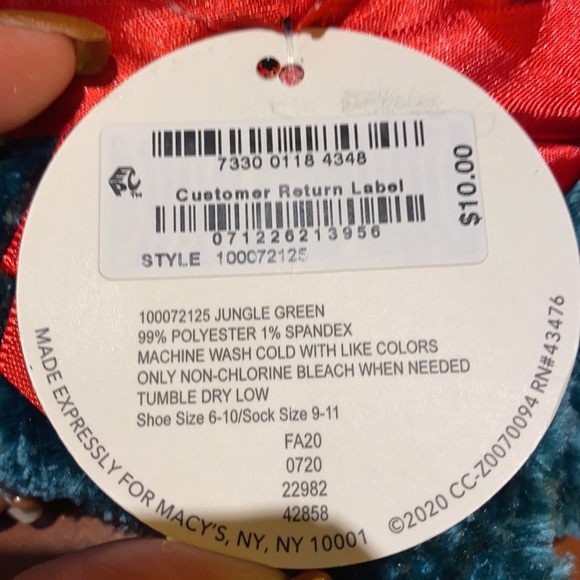 7330 0118 4348
Customer Return Label
071226213956
STYLE 100072125
$10.00
100072125 JUNGLE GREEN
99% POLYESTER 1% SPANDEX
MACHINE WASH COLD WITH LIKE COLORS
ONLY NON-CHLORINE BLEACH WHEN NEEDED
TUMBLE DRY LOW
Shoe Size 6-10/Sock Size 9-11
FA20
0720
22982
42858
MADE EXPRESSLY FOR MACY'S, NY, NY 10001
©2020 CC-Z0070094 RN#43476